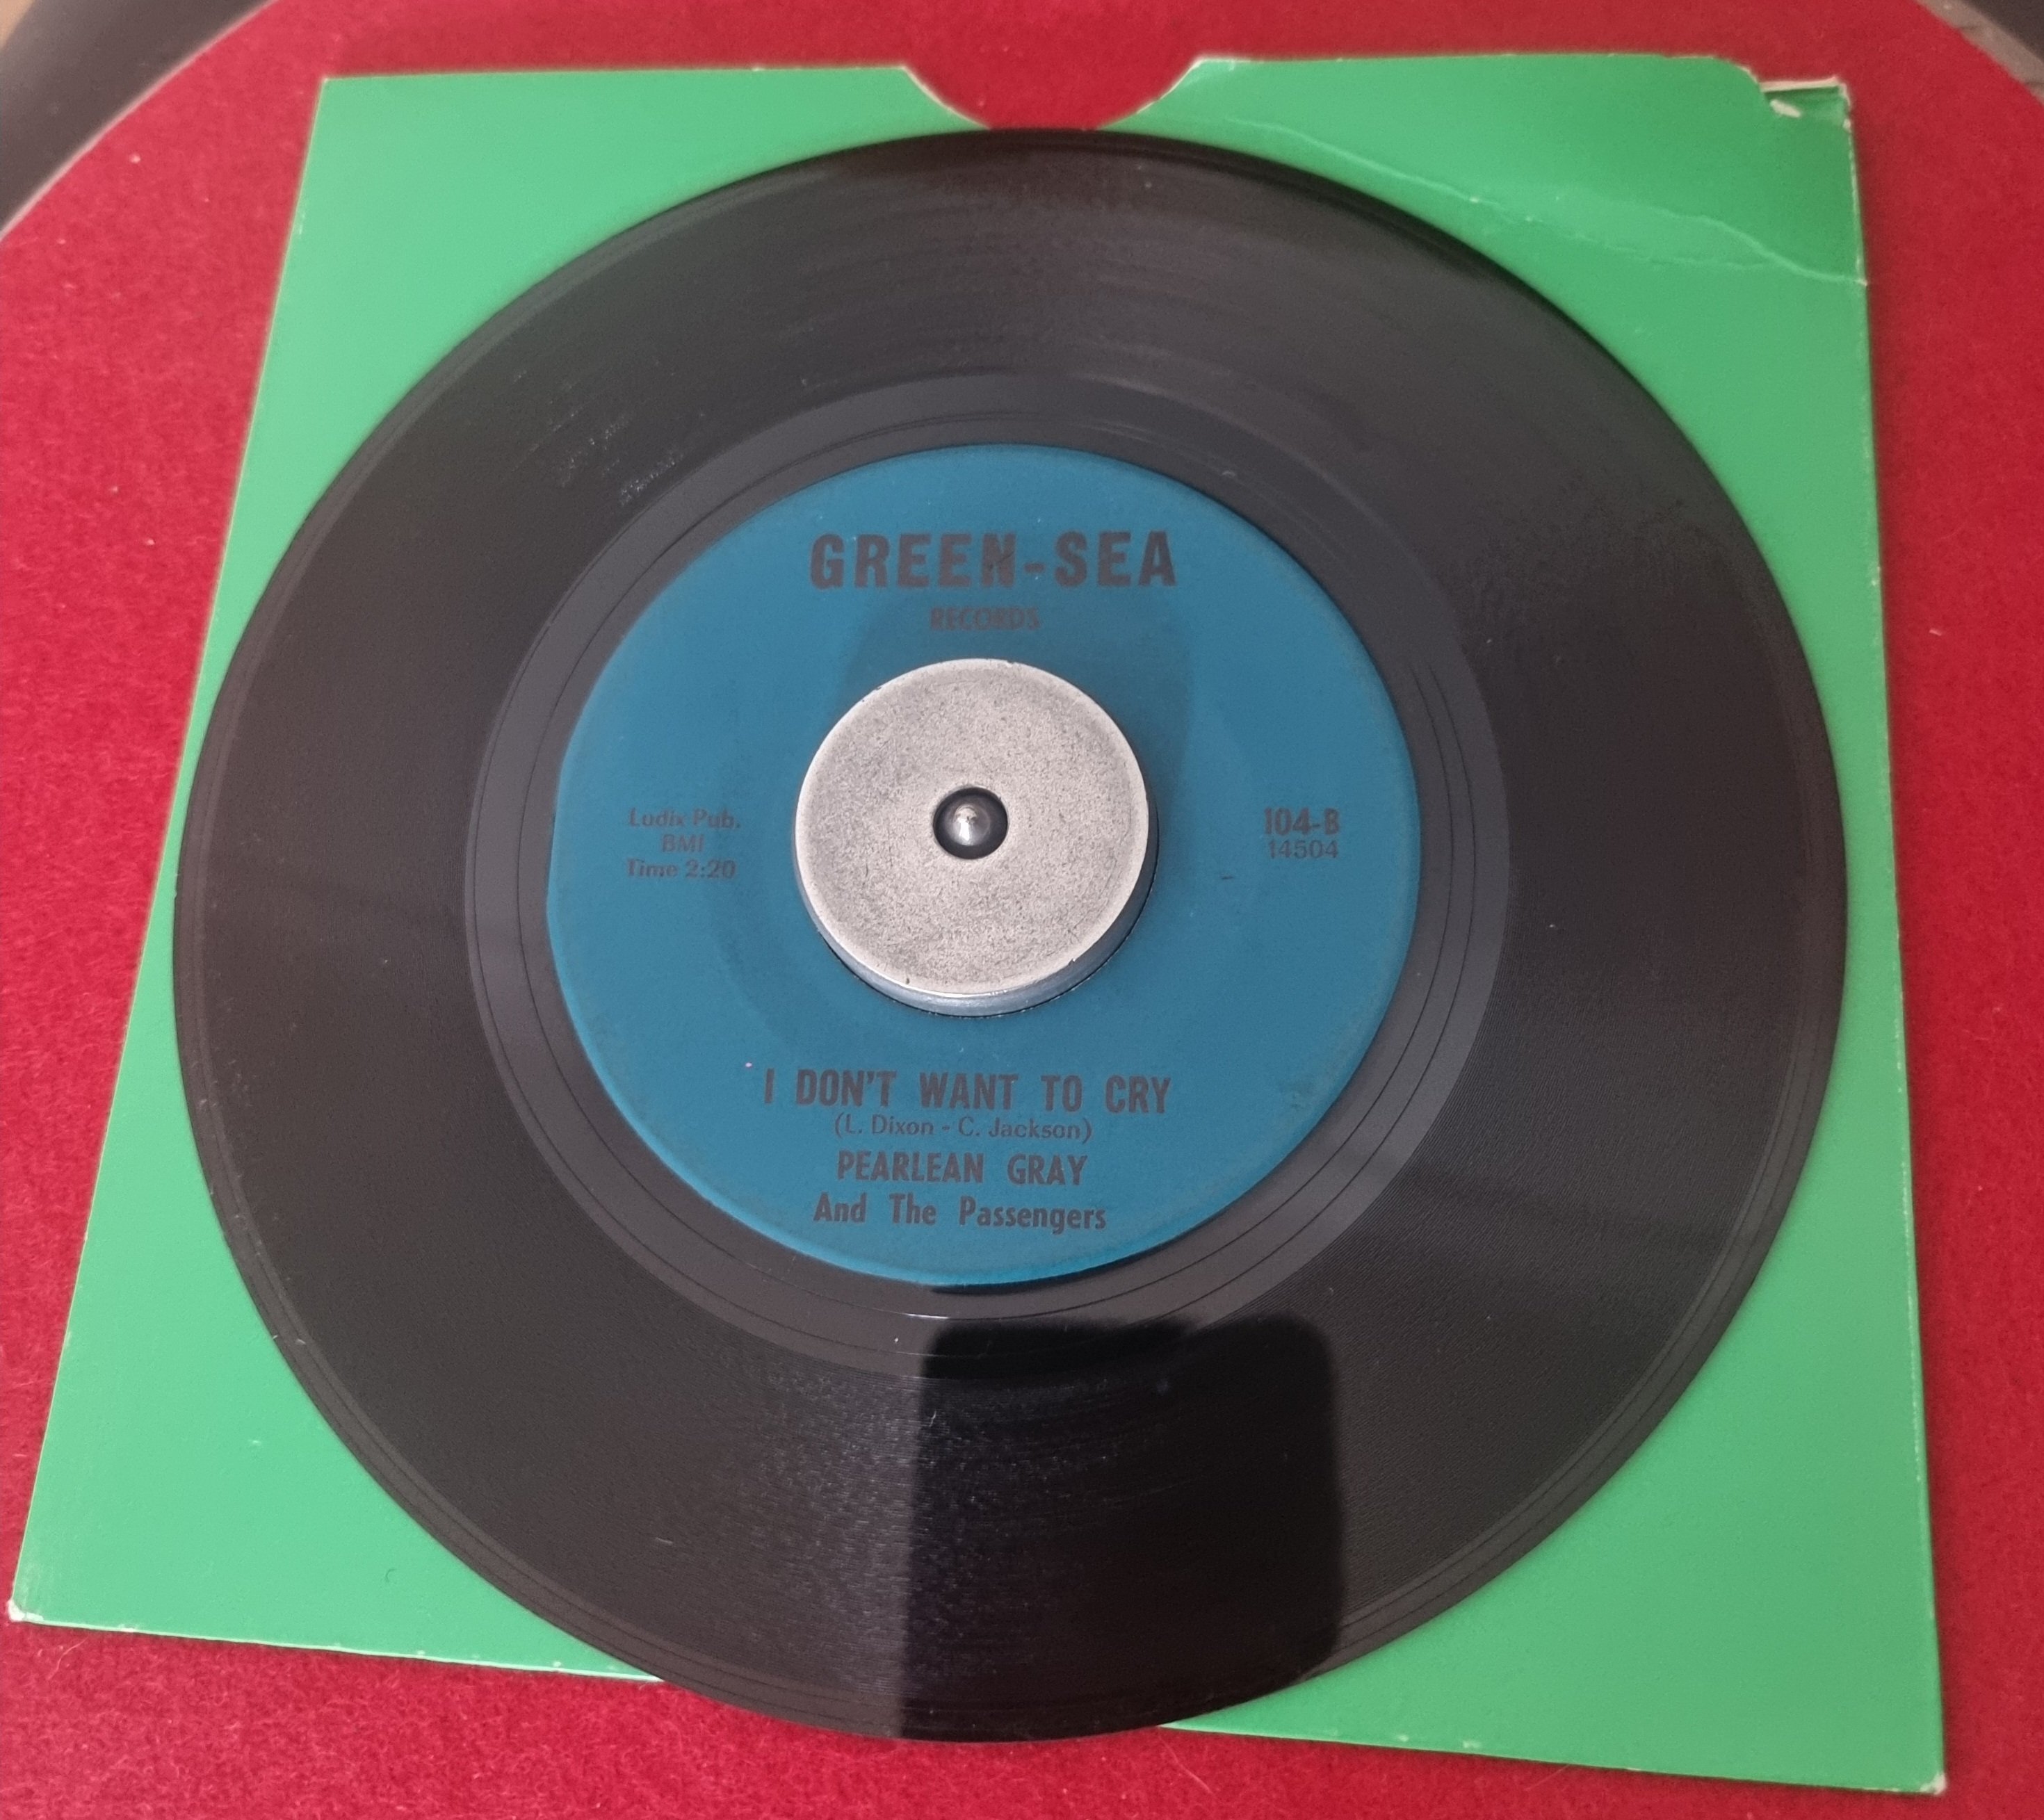 GREEN-SEA
RECORDS
Ludix Pub.
BMI
Time 2:20
104-B
14504
I DON'T WANT TO CRY
(L. Dixon - C. Jackson)
PEARLEAN GRAY
And The Passengers